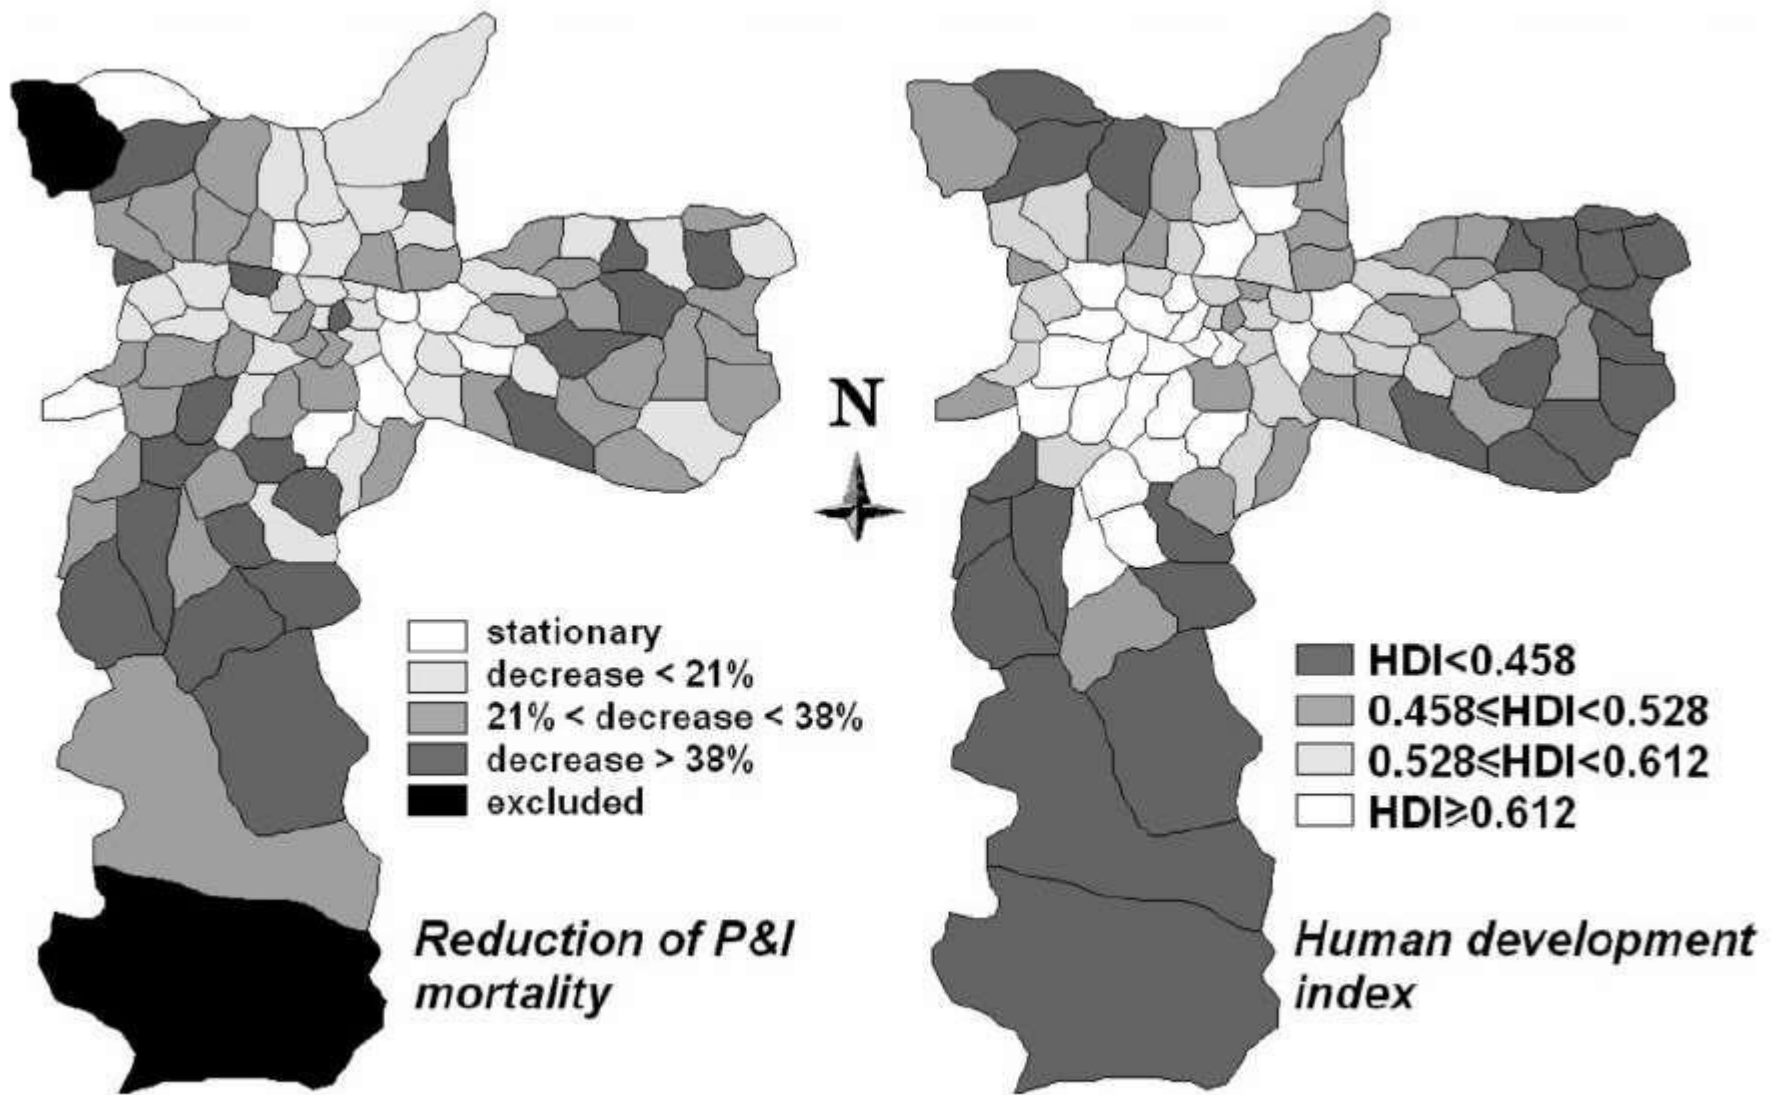 N
stationary
decrease < 21%
21% < decrease < 38%
decrease > 38%
excluded
Reduction of P&I
mortality
HDI<0.458
0.458⩽HDI<0.528
0.528⩽HDI<0.612
HDI⩾0.612
Human development
index